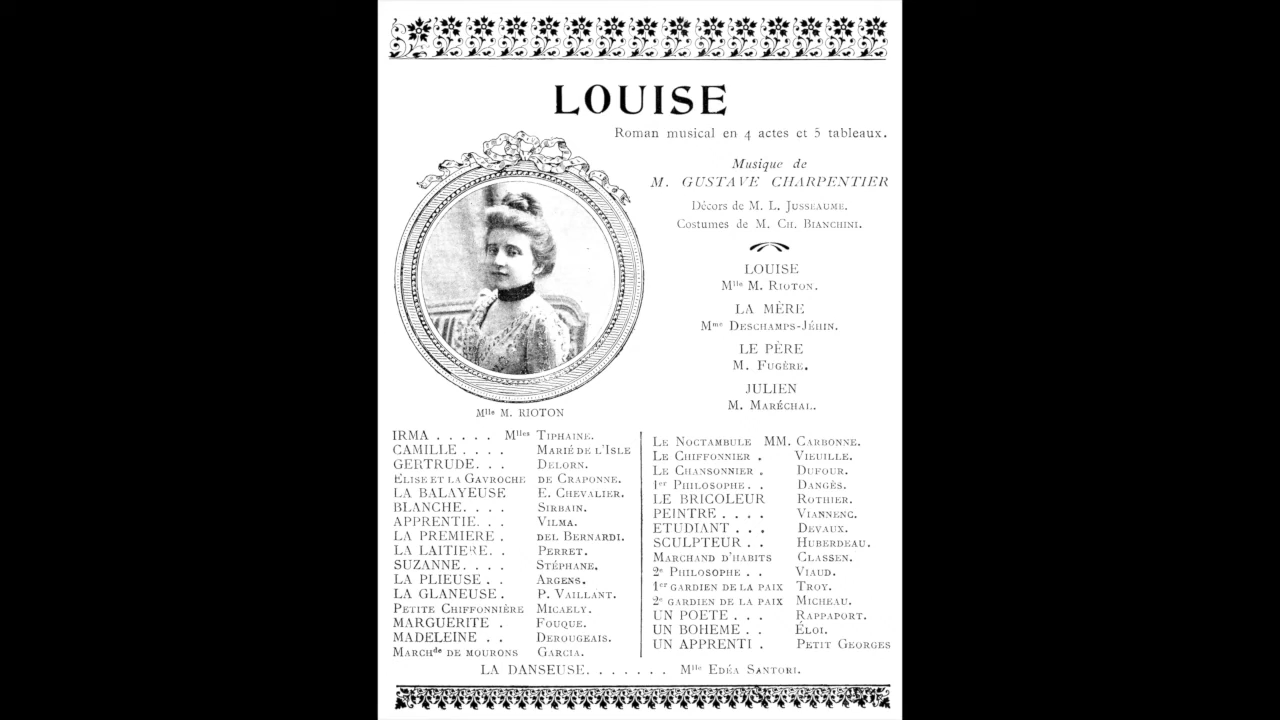 LOUISE
Roman musical en 4 actes et 5 tableaux.
Musique de
M. GUSTAVE CHARPENTIER
Décors de M. L. Jusseaume.
Costumes de M. Ch. Bianchini.
LOUISE
Mlle M. Rioton.
LA MÈRE
Mme Deschamps-Jéhin.
LE PÈRE
M. Fugère.
JULIEN
M. Maréchal.
Mlle M. RIOTON
IRMA . . . . . Mlles Tiphaine.
CAMILLE . . . . Marié de l'Isle
GERTRUDE. . . Delorn.
Elise et la Gavroche de Craponne.
LA BALAYEUSE E. Chevalier.
BLANCHE. . . . Sirbain.
APPRENTIE. . . Vilma.
LA PREMIERE . del Bernardi.
LA LAITIERE. . Perret.
SUZANNE. . . . Stéphane.
LA PLIEUSE . . Argens.
LA GLANEUSE . P. Vaillant.
Petite Chiffonnière Micaely.
MARGUERITE . Fouque.
MADELEINE . . Derougeais.
Marchde de mourons Garcia.
Le Noctambule MM. Carbonne.
Le Chiffonnier . Vieuille.
Le Chansonnier . Dufour.
1er Philosophe . . Dangès.
LE BRICOLEUR Rothier.
PEINTRE . . . . Viannenc.
ETUDIANT . . . Devaux.
SCULPTEUR . . Huberdeau.
Marchand d'habits Classen.
2e Philosophe . . Viaud.
1er gardien de la paix Troy.
2e gardien de la paix Micheau.
UN POETE . . . Rappaport.
UN BOHEME . . Éloi.
UN APPRENTI . Petit Georges
LA DANSEUSE. . . . . . . Mlle Edéa Santori.